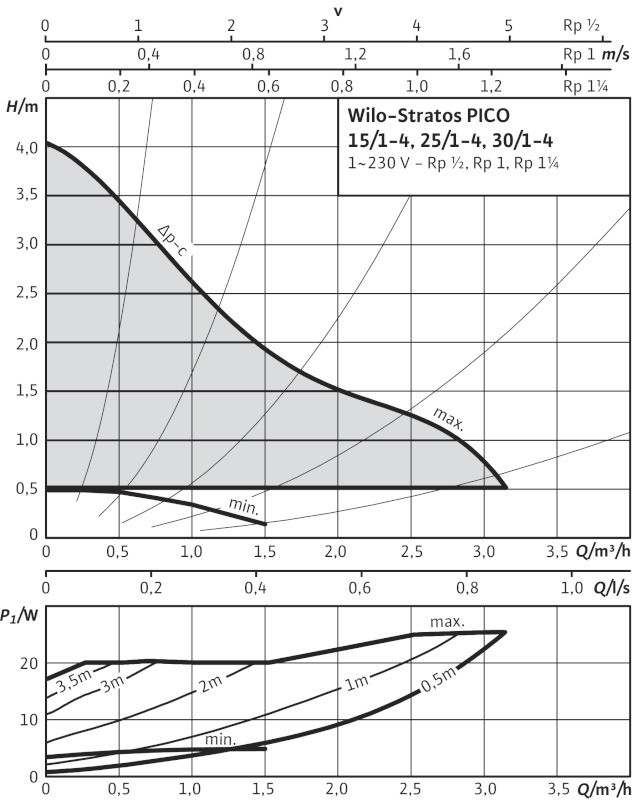 v
0 1 2 3 4 5 Rp ½
0 0,4 0,8 1,2 1,6 Rp 1 m/s
0 0,2 0,4 0,6 0,8 1,0 1,2 Rp 1¼
H/m
Wilo-Stratos PICO
15/1-4, 25/1-4, 30/1-4
1~230 V - Rp ½, Rp 1, Rp 1¼
4,0
3,5
3,0
2,5
2,0
1,5
1,0
0,5
0
Δp-c
max.
min.
0 0,5 1,0 1,5 2,0 2,5 3,0 3,5 Q/m³/h
0 0,2 0,4 0,6 0,8 1,0 Q/l/s
P₁/W
20
10
0
max.
3,5m 3m 2m 1m 0,5m
min.
0 0,5 1,0 1,5 2,0 2,5 3,0 3,5 Q/m³/h